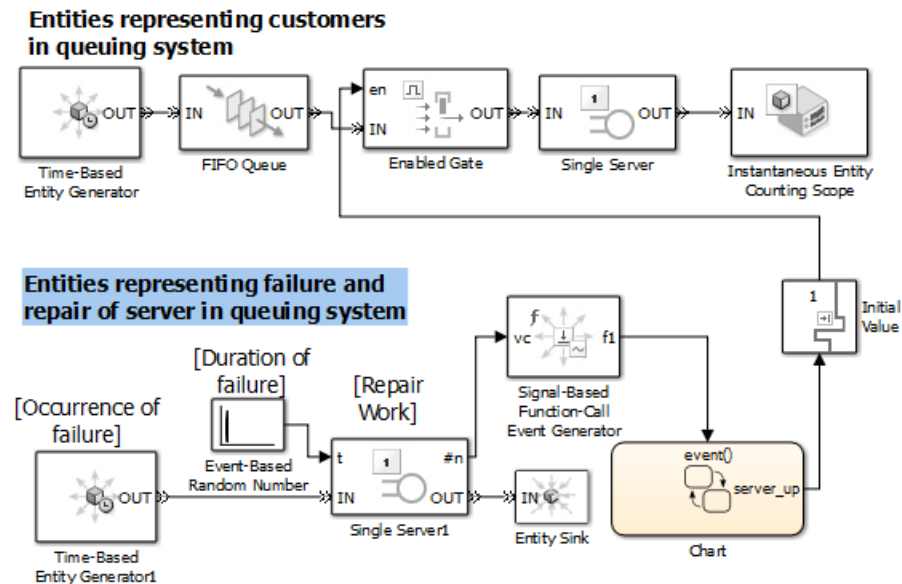 Entities representing customers
in queuing system
OUT
Time-Based
Entity Generator
IN
OUT
FIFO Queue
en
IN
OUT
Enabled Gate
1
IN
OUT
Single Server
IN
Instantaneous Entity
Counting Scope
Entities representing failure and
repair of server in queuing system
1
Initial
Value
f
vc
f1
Signal-Based
Function-Call
Event Generator
[Duration of
failure]
[Repair
Work]
[Occurrence of
failure]
Event-Based
Random Number
OUT
Time-Based
Entity Generator1
t
1
#n
IN
OUT
Single Server1
IN
Entity Sink
event()
server_up
Chart